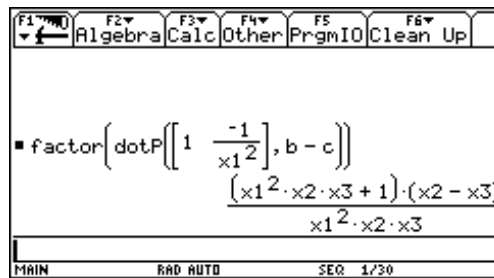 F1▼ F2▼ F3▼ F4▼ F5 F6▼
Algebra Calc Other PrgmIO Clean Up
▪ factor(dotP([1 -1/x1²], b - c))
(x1²·x2·x3 + 1)·(x2 - x3)
x1²·x2·x3
MAIN RAD AUTO SEQ 1/30